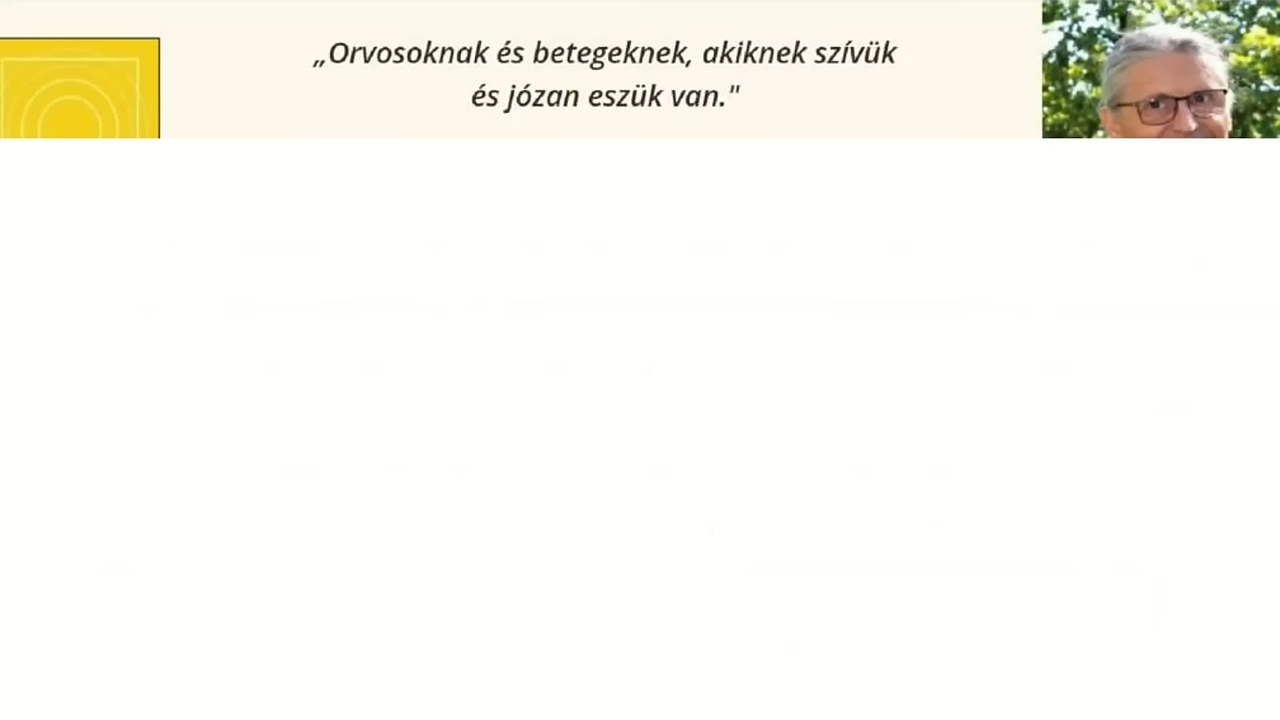 „Orvosoknak és betegeknek, akiknek szívük
és józan eszük van."